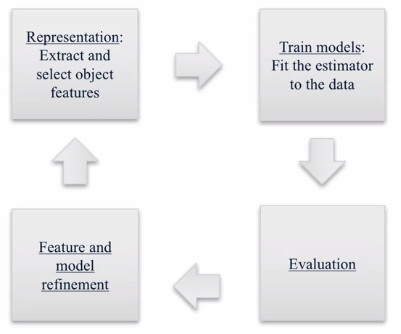 Representation:
Extract and
select object
features
Train models:
Fit the estimator
to the data
Feature and
model
refinement
Evaluation